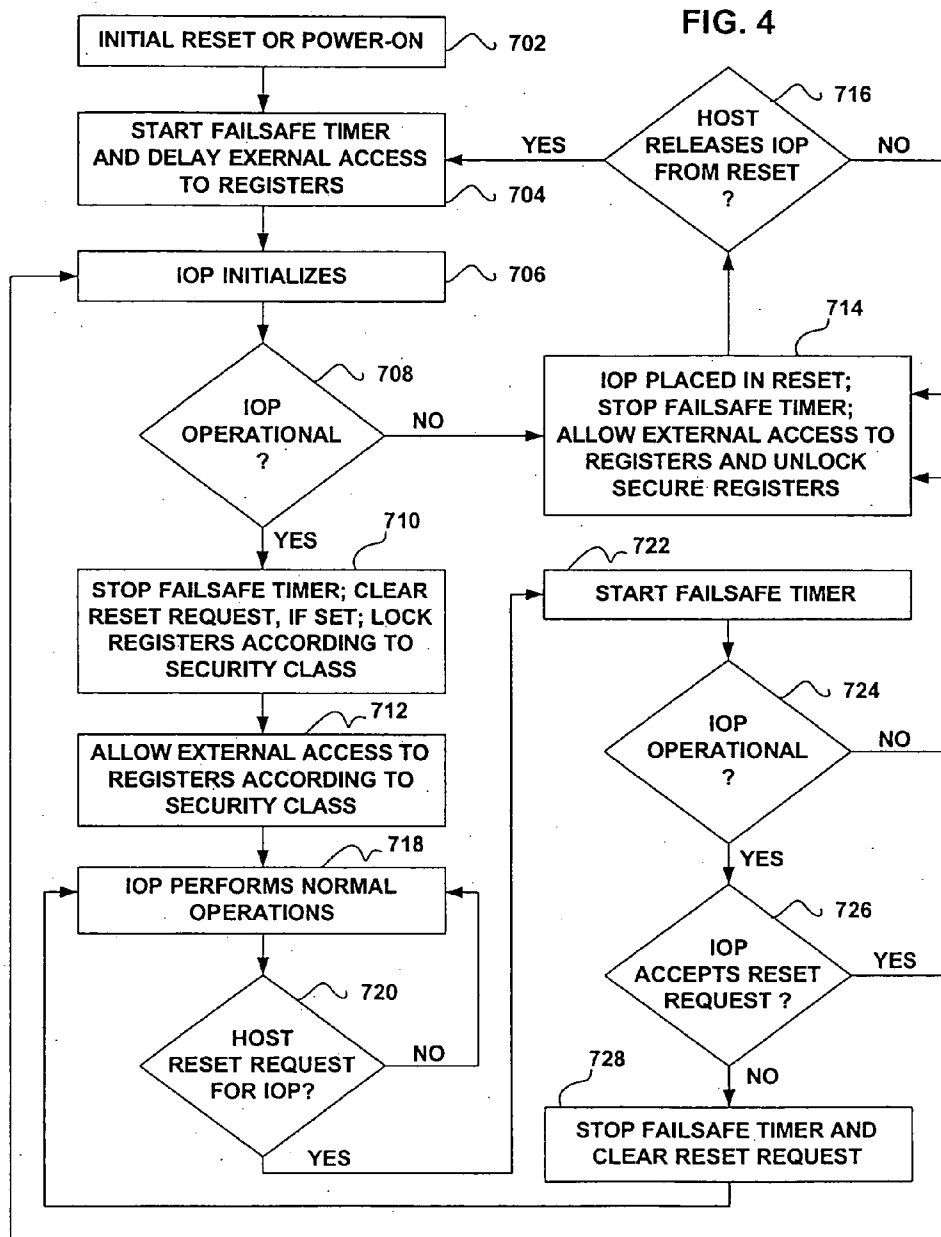 FIG. 4
INITIAL RESET OR POWER-ON
702
START FAILSAFE TIMER
AND DELAY EXERNAL ACCESS
TO REGISTERS
704
IOP INITIALIZES
706
IOP
OPERATIONAL
?
708
NO
YES
710
STOP FAILSAFE TIMER; CLEAR
RESET REQUEST, IF SET; LOCK
REGISTERS ACCORDING TO
SECURITY CLASS
712
ALLOW EXTERNAL ACCESS TO
REGISTERS ACCORDING TO
SECURITY CLASS
718
IOP PERFORMS NORMAL
OPERATIONS
720
HOST
RESET REQUEST
FOR IOP?
NO
YES
716
HOST
RELEASES IOP
FROM RESET
?
YES
NO
714
IOP PLACED IN RESET;
STOP FAILSAFE TIMER;
ALLOW EXTERNAL ACCESS TO
REGISTERS AND UNLOCK
SECURE REGISTERS
722
START FAILSAFE TIMER
724
IOP
OPERATIONAL
?
NO
YES
726
IOP
ACCEPTS RESET
REQUEST ?
YES
NO
728
STOP FAILSAFE TIMER AND
CLEAR RESET REQUEST